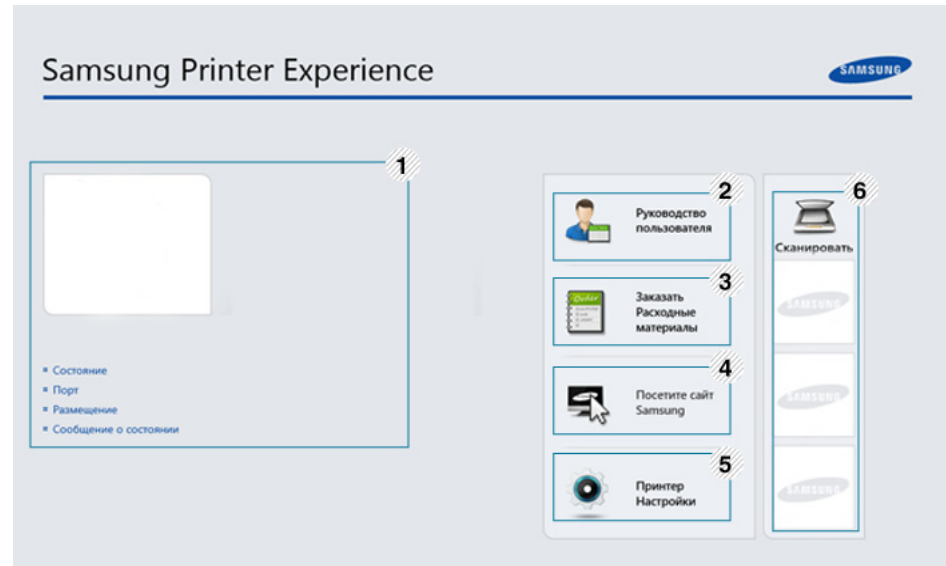 Samsung Printer Experience
SAMSUNG
1
Состояние
Порт
Размещение
Сообщение о состоянии
2
Руководство
пользователя
3
Order
Заказать
Расходные
материалы
4
Посетите сайт
Samsung
5
Принтер
Настройки
6
Сканировать
SAMSUNG
SAMSUNG
SAMSUNG